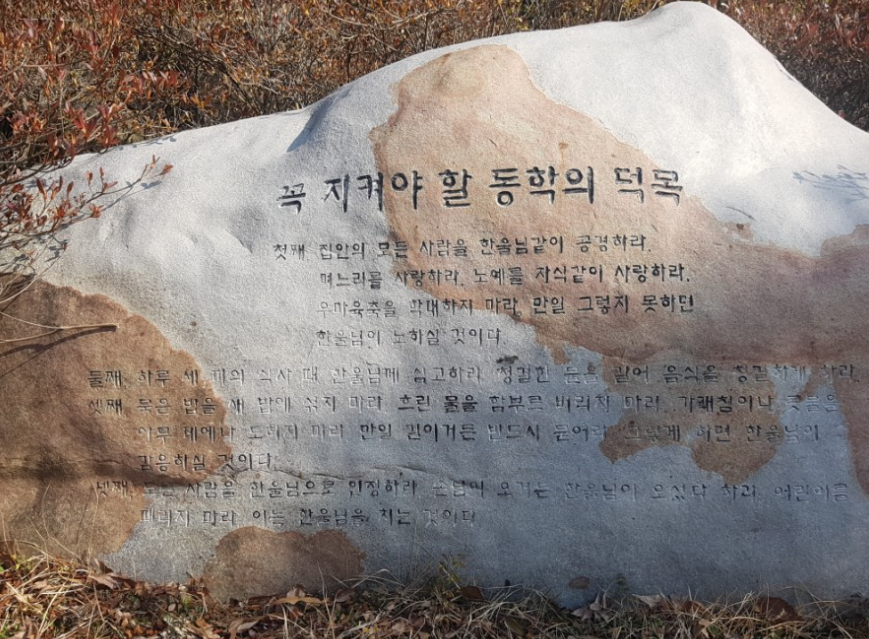 꼭 지켜야 할 동학의 덕목
첫째 집안의 모든 사람을 한울님같이 공경하라.
며느리를 사랑하라. 노예를 자식같이 사랑하라.
우마육축을 학대하지 마라. 만일 그렇지 못하면
한울님이 노하실 것이다.
둘째, 하루 세 끼의 식사 때 한울님께 심고하라. 청결한 물을 길어 음식을 청결하게 하라.
셋째, 묵은 밥을 새 밥에 섞지 마라. 흐린 물을 함부로 버리지 마라. 가래침이나 콧물을
아무 데에나 토하지 마라. 만일 길이거든 반드시 묻어라. 그렇게 하면 한울님이
감응하실 것이다.
넷째, 모든 사람을 한울님으로 인정하라. 손님이 오거든 한울님이 오셨다 하라. 어린이를
때리지 마라. 이는 한울님을 치는 것이다.